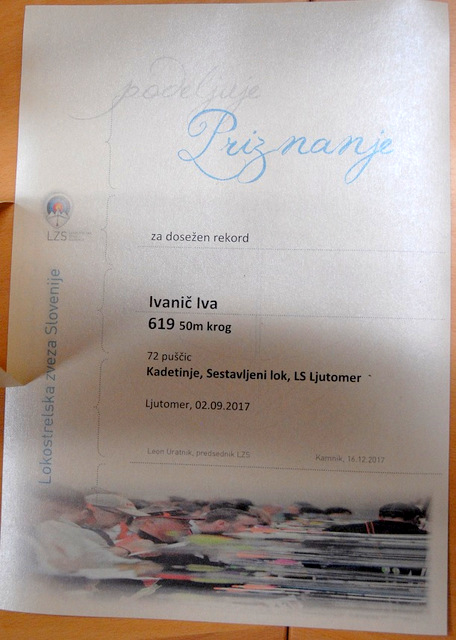 podeljuje
Priznanje
LZS
za dosežen rekord
Ivanič Iva
619 50m krog
72 puščic
Kadetinje, Sestavljeni lok, LS Ljutomer
Ljutomer, 02.09.2017
Leon Uratnik, predsednik LZS
Kamnik, 16.12.2017
Lokostrelska zveza Slovenije